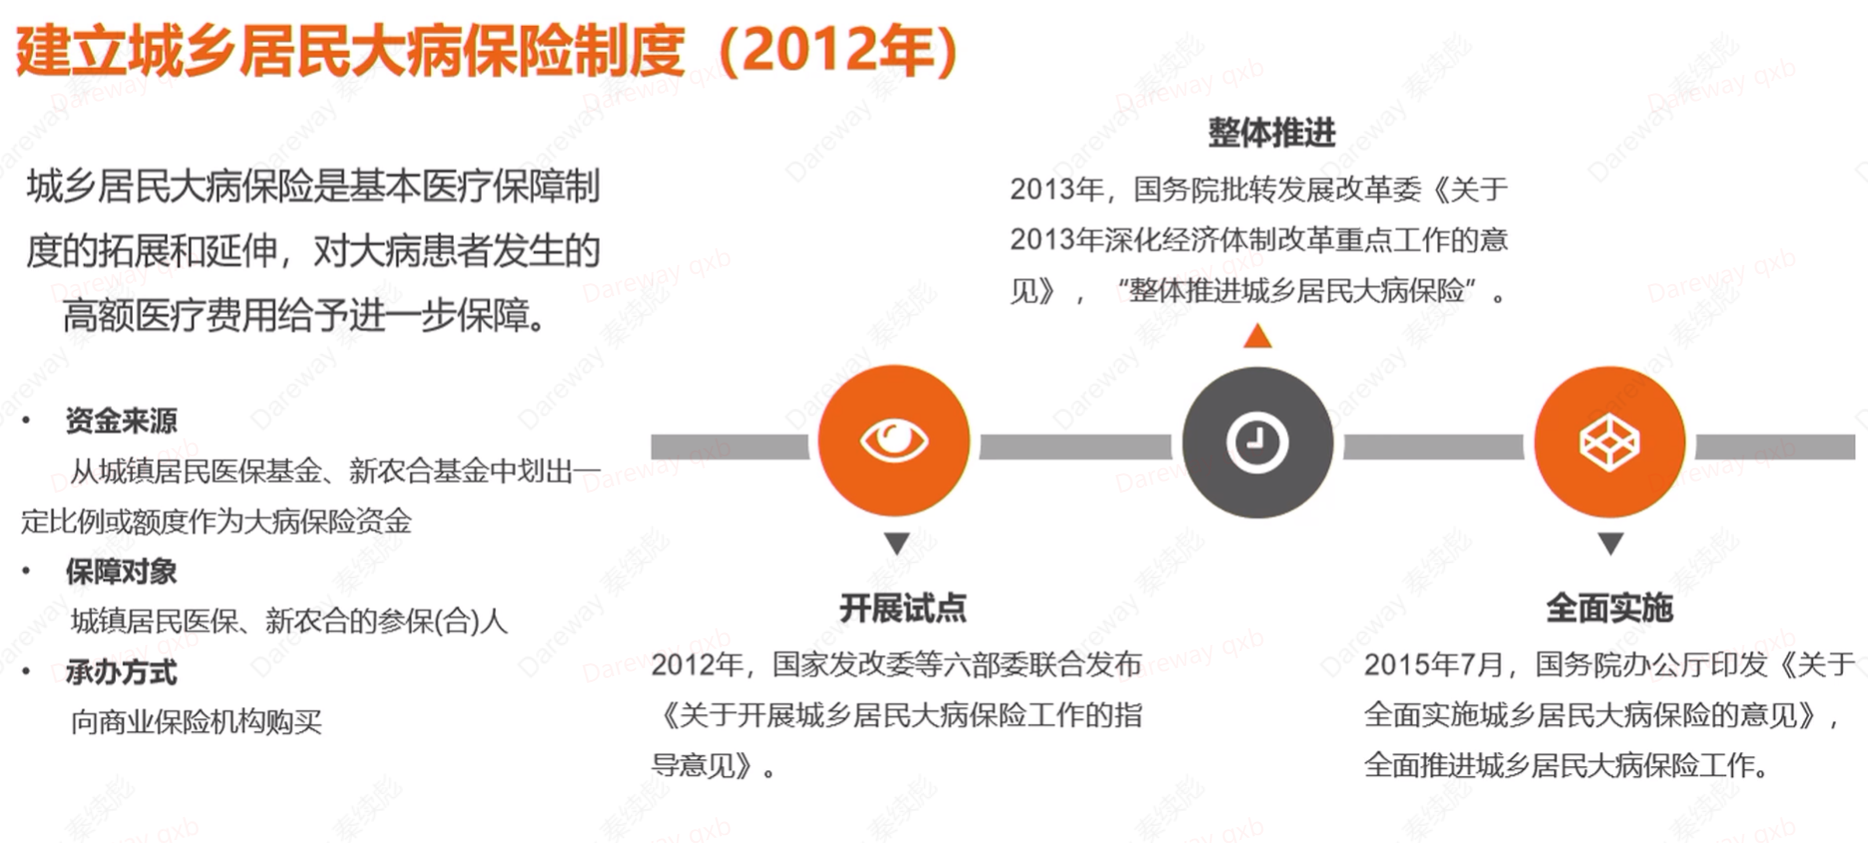 建立城乡居民大病保险制度（2012年）
城乡居民大病保险是基本医疗保障制
度的拓展和延伸，对大病患者发生的
高额医疗费用给予进一步保障。
• 资金来源
从城镇居民医保基金、新农合基金中划出一
定比例或额度作为大病保险资金
• 保障对象
城镇居民医保、新农合的参保(合)人
• 承办方式
向商业保险机构购买
开展试点
2012年，国家发改委等六部委联合发布
《关于开展城乡居民大病保险工作的指
导意见》。
整体推进
2013年，国务院批转发展改革委《关于
2013年深化经济体制改革重点工作的意
见》，“整体推进城乡居民大病保险”。
全面实施
2015年7月，国务院办公厅印发《关于
全面实施城乡居民大病保险的意见》，
全面推进城乡居民大病保险工作。
Dareway 秦续彪
Dareway qxb